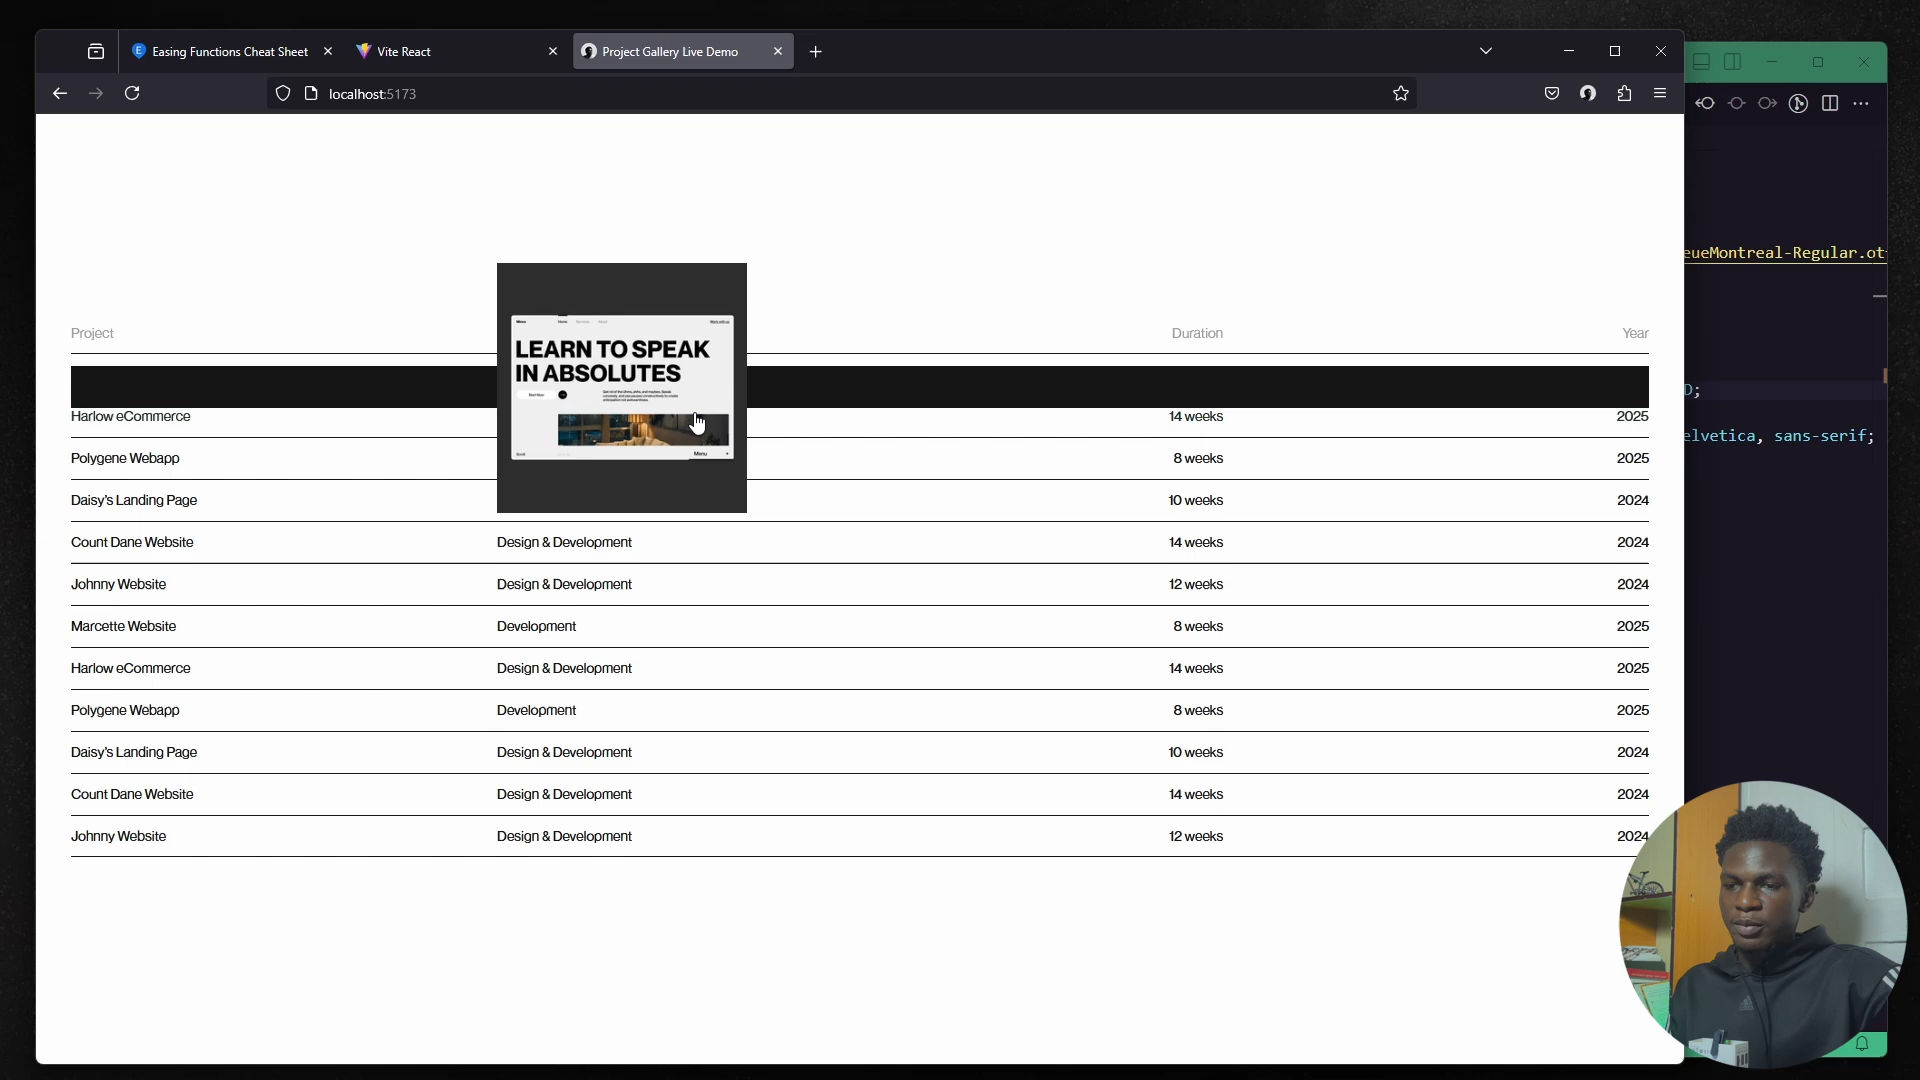 Easing Functions Cheat Sheet
Vite React
Project Gallery Live Demo
localhost:5173
eueMontreal-Regular.ot
Project
Duration
Year
LEARN TO SPEAK
IN ABSOLUTES
Menu
Harlow eCommerce 14 weeks 2025
Polygene Webapp 8 weeks 2025
Daisy's Landing Page 10 weeks 2024
Count Dane Website Design & Development 14 weeks 2024
Johnny Website Design & Development 12 weeks 2024
Marcette Website Development 8 weeks 2025
Harlow eCommerce Design & Development 14 weeks 2025
Polygene Webapp Development 8 weeks 2025
Daisy's Landing Page Design & Development 10 weeks 2024
Count Dane Website Design & Development 14 weeks 2024
Johnny Website Design & Development 12 weeks 2024
elvetica, sans-serif;